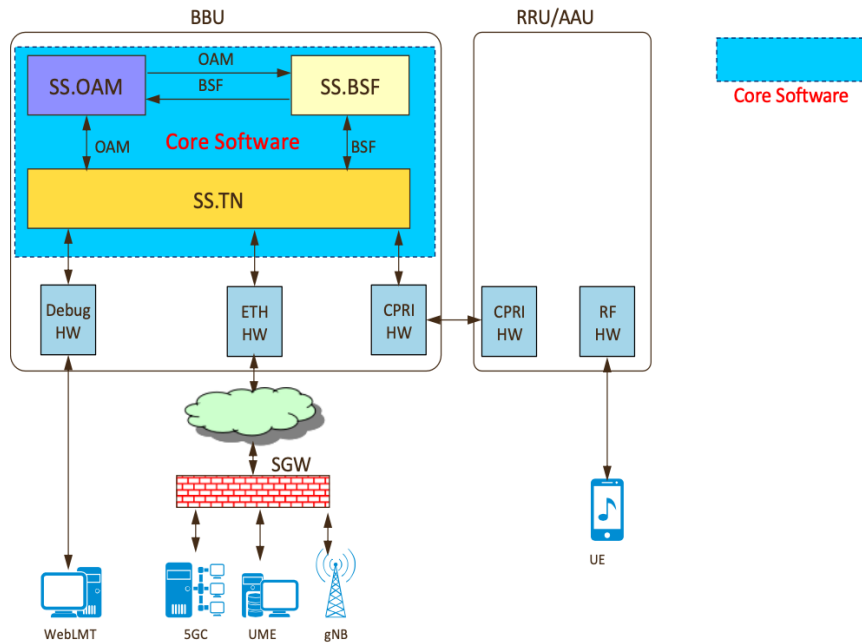 BBU
RRU/AAU
OAM
SS.OAM
BSF
SS.BSF
Core Software
Core Software
OAM
BSF
SS.TN
Debug
HW
ETH
HW
CPRI
HW
CPRI
HW
RF
HW
SGW
UE
WebLMT
5GC
UME
gNB